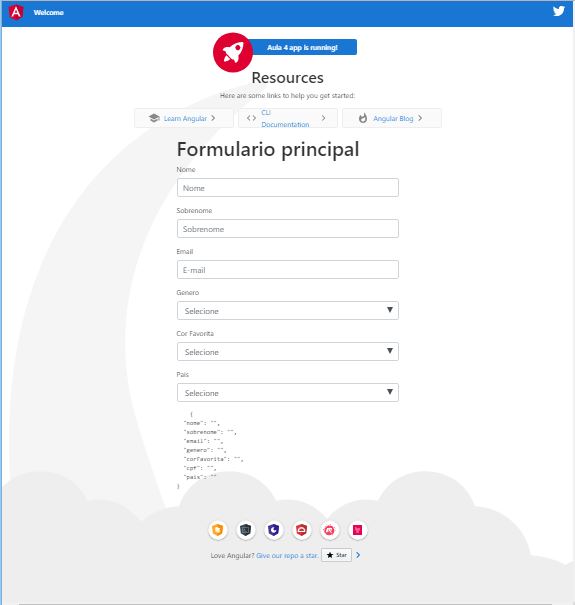 Welcome
Aula 4 app is running!
Resources
Here are some links to help you get started:
Learn Angular
CLI
Documentation
Angular Blog
Formulario principal
Nome
Nome
Sobrenome
Sobrenome
Email
E-mail
Genero
Selecione
Cor Favorita
Selecione
Pais
Selecione
{
"nome": "",
"sobrenome": "",
"email": "",
"genero": "",
"corFavorita": "",
"cpf": "",
"pais": ""
}
Love Angular? Give our repo a star. Star